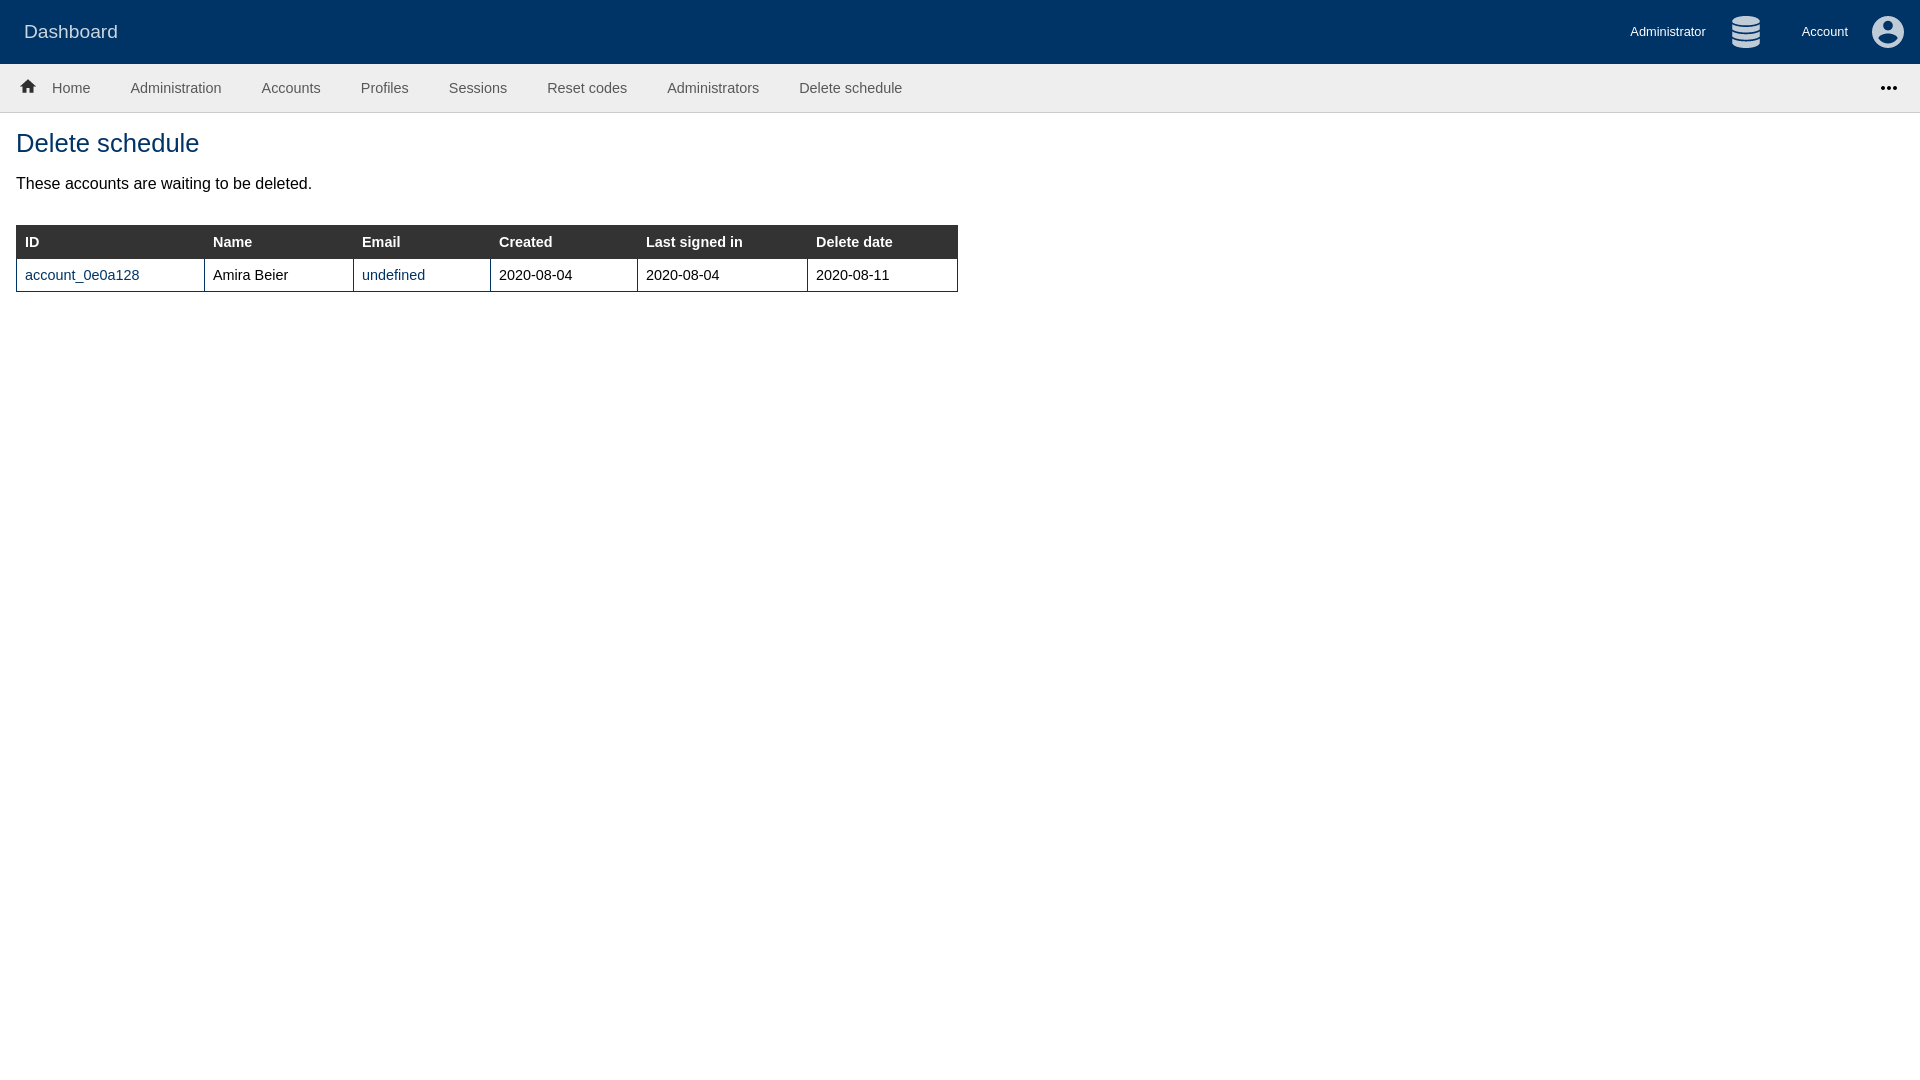 Dashboard
Administrator
Account
Home Administration Accounts Profiles Sessions Reset codes Administrators Delete schedule
Delete schedule
These accounts are waiting to be deleted.
ID Name Email Created Last signed in Delete date
account_0e0a128 Amira Beier undefined 2020-08-04 2020-08-04 2020-08-11